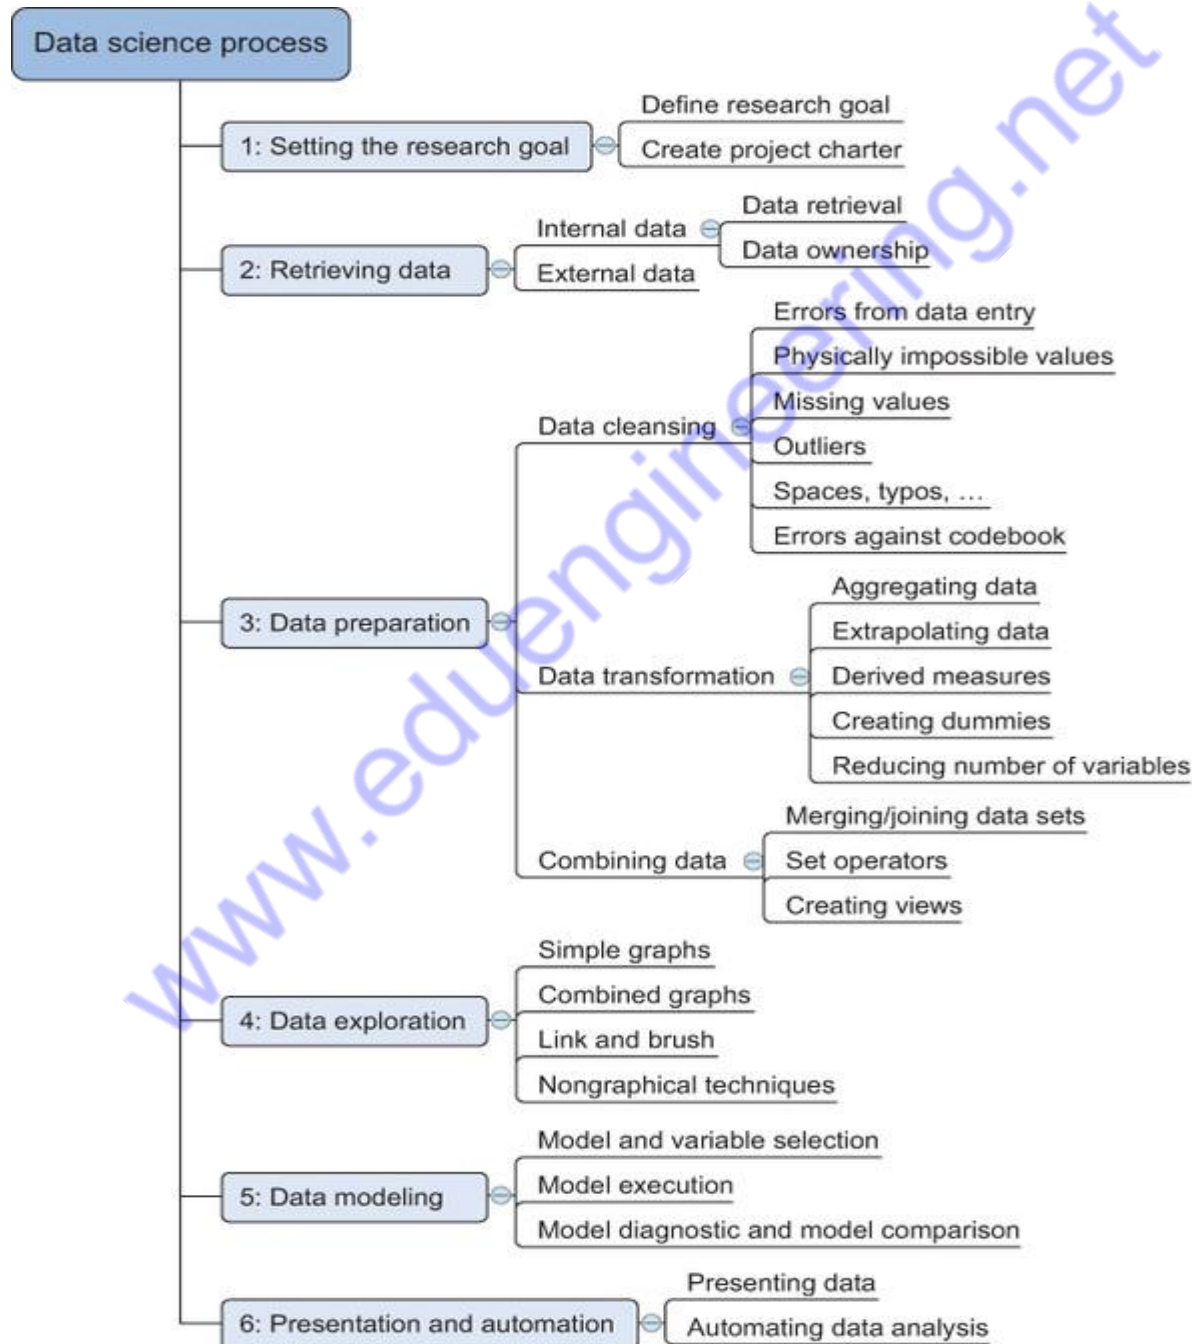 Data science process
1: Setting the research goal
Define research goal
Create project charter
2: Retrieving data
Internal data
Data retrieval
Data ownership
External data
3: Data preparation
Data cleansing
Errors from data entry
Physically impossible values
Missing values
Outliers
Spaces, typos, …
Errors against codebook
Data transformation
Aggregating data
Extrapolating data
Derived measures
Creating dummies
Reducing number of variables
Combining data
Merging/joining data sets
Set operators
Creating views
4: Data exploration
Simple graphs
Combined graphs
Link and brush
Nongraphical techniques
5: Data modeling
Model and variable selection
Model execution
Model diagnostic and model comparison
6: Presentation and automation
Presenting data
Automating data analysis
www.eduengineering.net